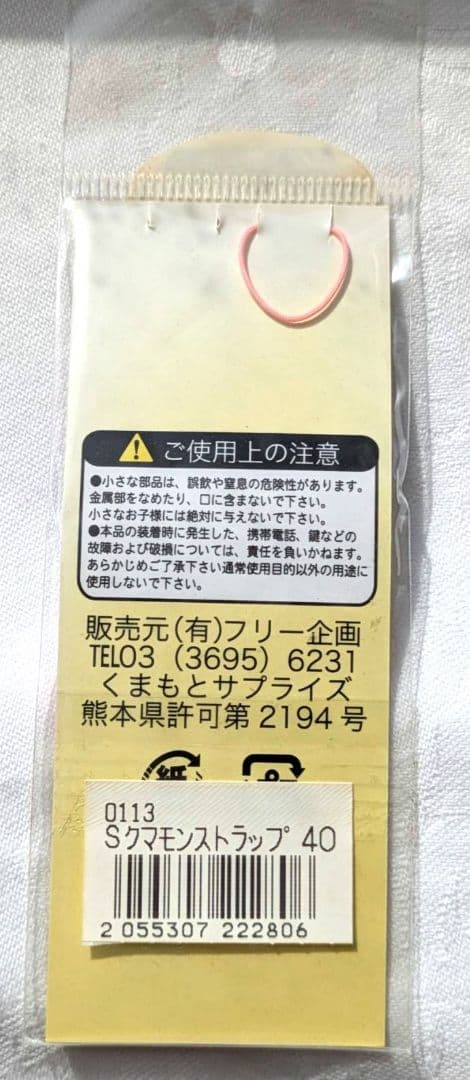 ご使用上の注意
●小さな部品は、誤飲や窒息の危険性があります。
金属部をなめたり、口に含まないで下さい。
小さなお子様には絶対に与えないで下さい。
●本品の装着時に発生した、携帯電話、鍵などの
故障および破損については、責任を負いかねます。
あらかじめご了承下さい通常使用目的以外の用途に
使用しないで下さい。
販売元(有)フリー企画
TEL03 (3695) 6231
くまもとサプライズ
熊本県許可第2194号
紙
0113
Sクマモンストラップ 40
2 055307 222806